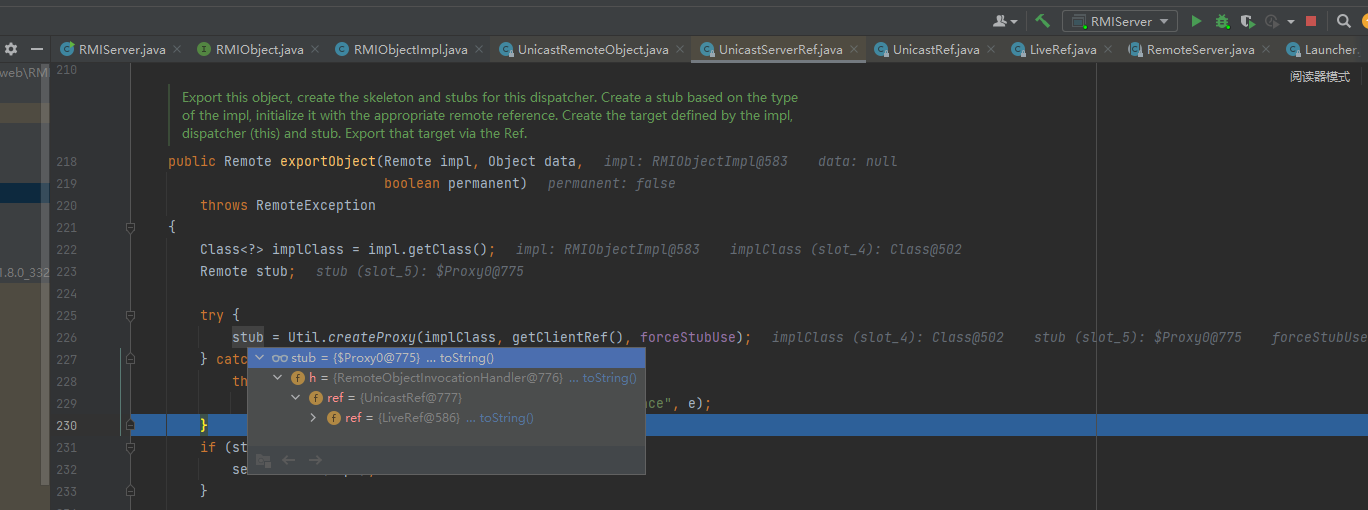 RMIServer
RMIServer.java
RMIObject.java
RMIObjectImpl.java
UnicastRemoteObject.java
UnicastServerRef.java
UnicastRef.java
LiveRef.java
RemoteServer.java
Launcher.
web\RMI
阅读器模式
210
Export this object, create the skeleton and stubs for this dispatcher. Create a stub based on the type
of the impl, initialize it with the appropriate remote reference. Create the target defined by the impl,
dispatcher (this) and stub. Export that target via the Ref.
218 public Remote exportObject(Remote impl, Object data, impl: RMIObjectImpl@583 data: null
219 boolean permanent) permanent: false
220 throws RemoteException
221 {
222 Class<?> implClass = impl.getClass(); impl: RMIObjectImpl@583 implClass (slot_4): Class@502
1.8.0_332 223 Remote stub; stub (slot_5): $Proxy0@775
224
225 try {
226 stub = Util.createProxy(implClass, getClientRef(), forceStubUse); implClass (slot_4): Class@502 stub (slot_5): $Proxy0@775 forceStubUse
227 } catc
stub = {$Proxy0@775} ... toString()
228 th
h = {RemoteObjectInvocationHandler@776} ... toString()
229 nce", e);
ref = {UnicastRef@777}
ref = {LiveRef@586} ... toString()
230 }
231 if (st
232 se
233 }